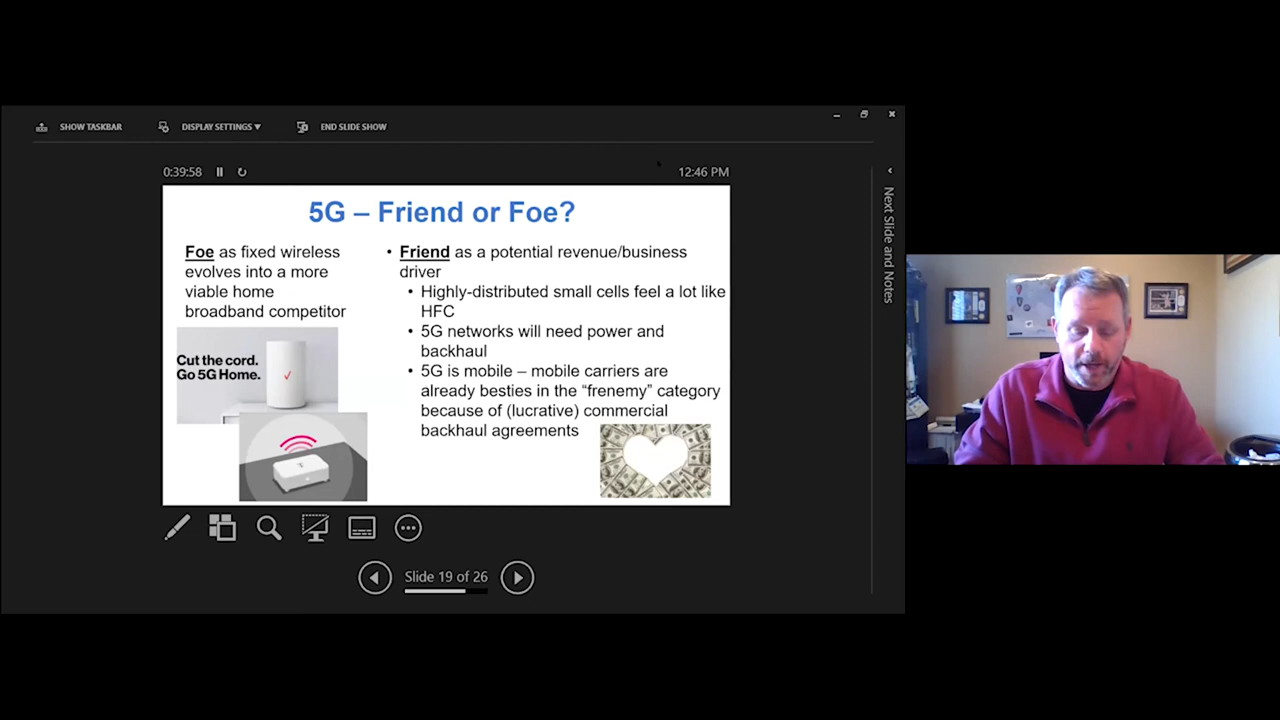 SHOW TASKBAR
DISPLAY SETTINGS ▾
END SLIDE SHOW
0:39:58
12:46 PM
5G – Friend or Foe?
Foe as fixed wireless
evolves into a more
viable home
broadband competitor
Cut the cord.
Go 5G Home.
• Friend as a potential revenue/business
driver
• Highly-distributed small cells feel a lot like
HFC
• 5G networks will need power and
backhaul
• 5G is mobile – mobile carriers are
already besties in the “frenemy” category
because of (lucrative) commercial
backhaul agreements
Slide 19 of 26
Next Slide and Notes